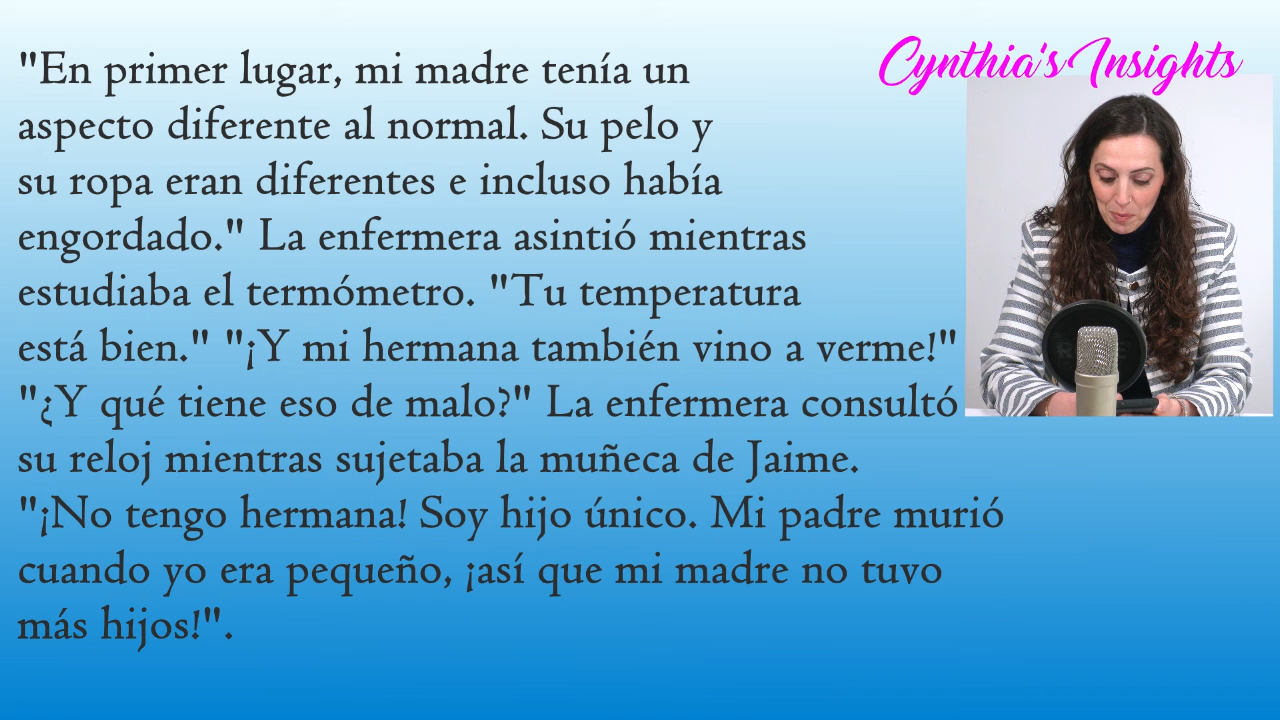 Cynthia's Insights
"En primer lugar, mi madre tenía un
aspecto diferente al normal. Su pelo y
su ropa eran diferentes e incluso había
engordado." La enfermera asintió mientras
estudiaba el termómetro. "Tu temperatura
está bien." "¡Y mi hermana también vino a verme!"
"¿Y qué tiene eso de malo?" La enfermera consultó
su reloj mientras sujetaba la muñeca de Jaime.
"¡No tengo hermana! Soy hijo único. Mi padre murió
cuando yo era pequeño, ¡así que mi madre no tuvo
más hijos!".